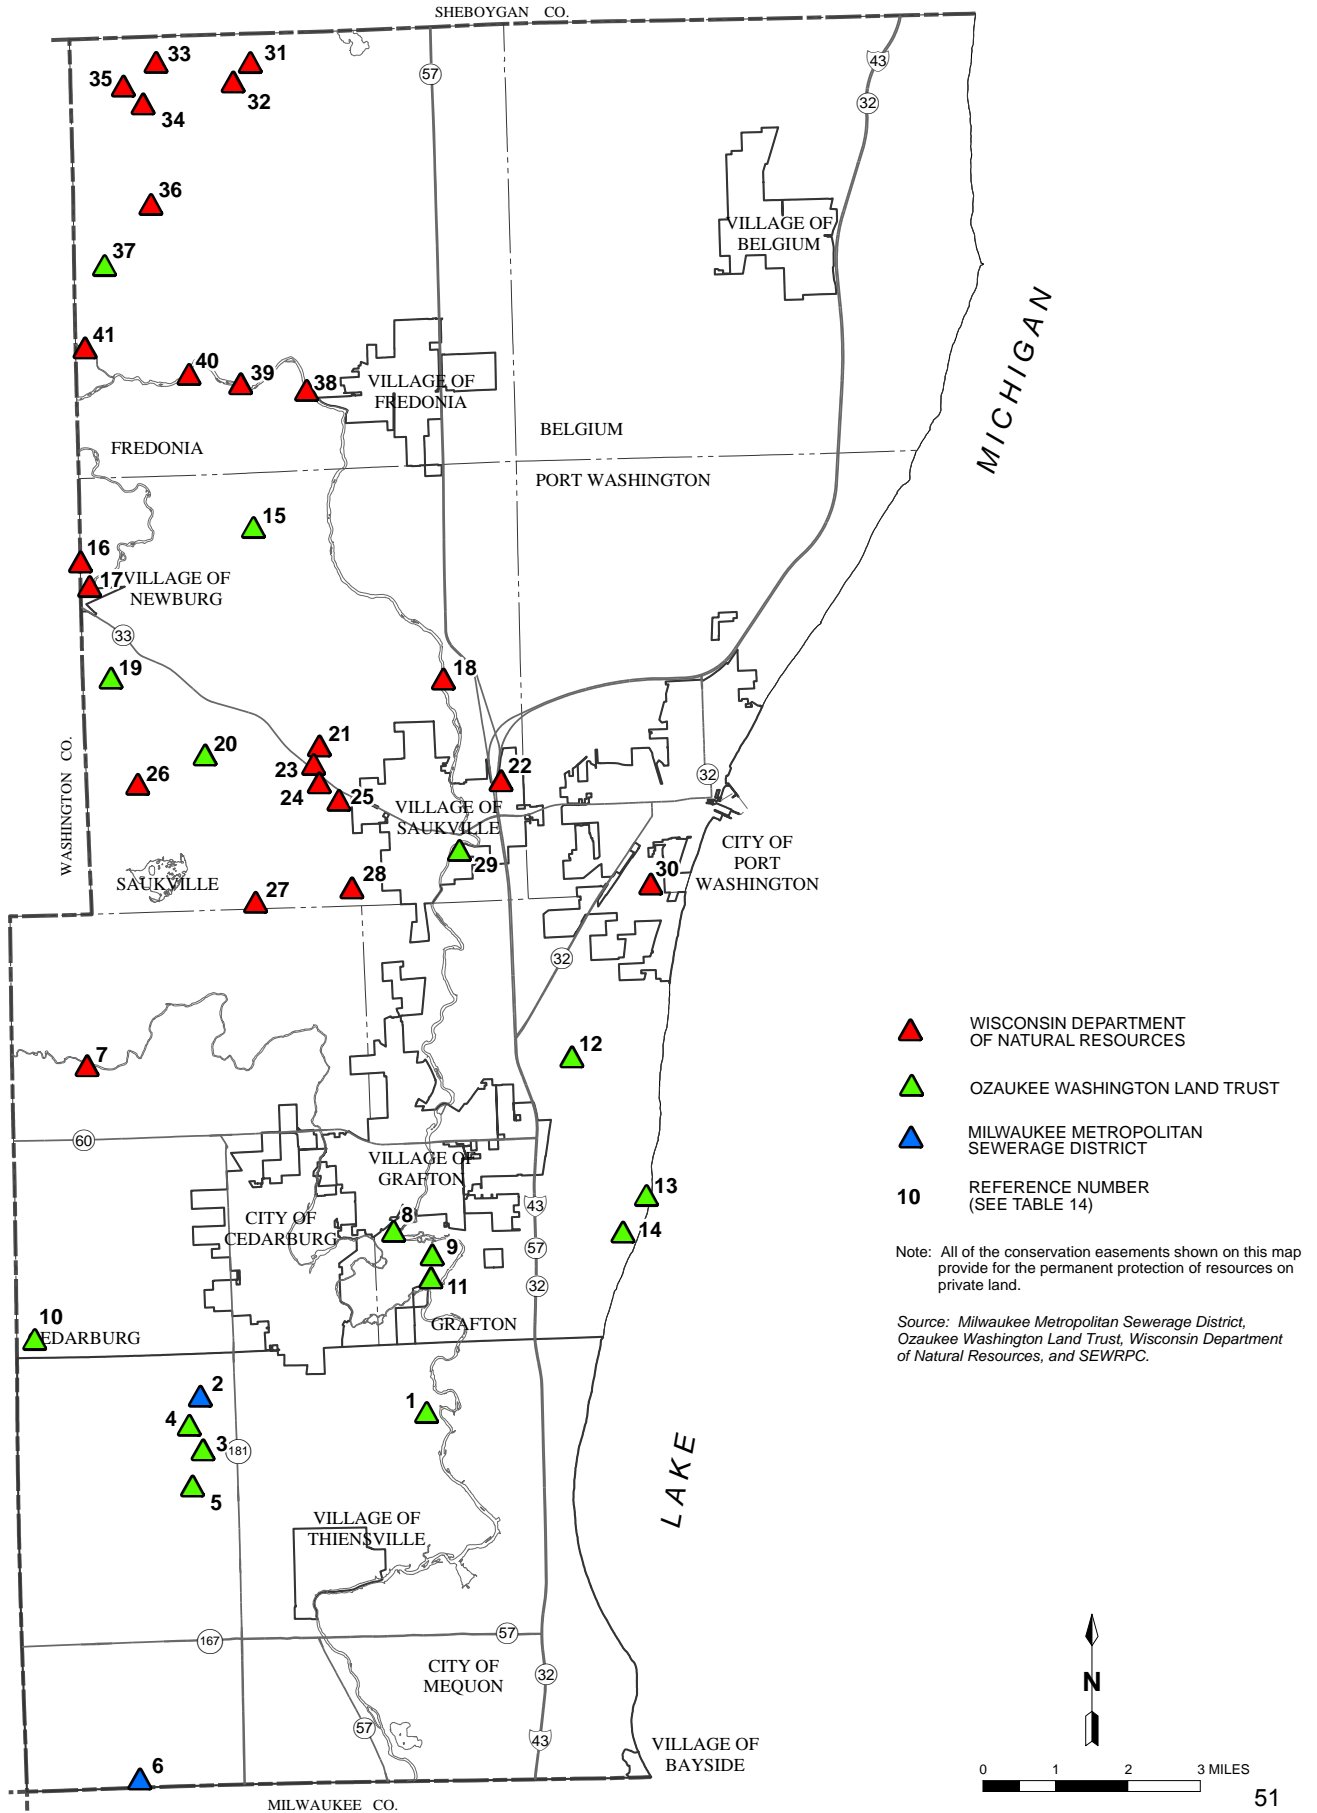 SHEBOYGAN CO.
33
31
43
35
57
32
34
32
36
VILLAGE OF
BELGIUM
37
MICHIGAN
41
40
39
38
VILLAGE OF
FREDONIA
BELGIUM
FREDONIA
PORT WASHINGTON
15
16
17
VILLAGE OF
NEWBURG
33
19
18
WASHINGTON CO.
20
21
23
26
24
25
22
32
VILLAGE OF
SAUKVILLE
CITY OF
PORT
WASHINGTON
29
30
SAUKVILLE
28
27
32
12
7
60
VILLAGE OF
GRAFTON
13
43
8
CITY OF
CEDARBURG
14
57
9
11
32
10
EDARBURG
GRAFTON
2
4
1
3
181
5
LAKE
VILLAGE OF
THIENSVILLE
167
57
CITY OF
MEQUON
32
57
43
VILLAGE OF
BAYSIDE
6
MILWAUKEE CO.
WISCONSIN DEPARTMENT
OF NATURAL RESOURCES
OZAUKEE WASHINGTON LAND TRUST
MILWAUKEE METROPOLITAN
SEWERAGE DISTRICT
10
REFERENCE NUMBER
(SEE TABLE 14)
Note: All of the conservation easements shown on this map
provide for the permanent protection of resources on
private land.
Source: Milwaukee Metropolitan Sewerage District,
Ozaukee Washington Land Trust, Wisconsin Department
of Natural Resources, and SEWRPC.
N
0 1 2 3 MILES
51